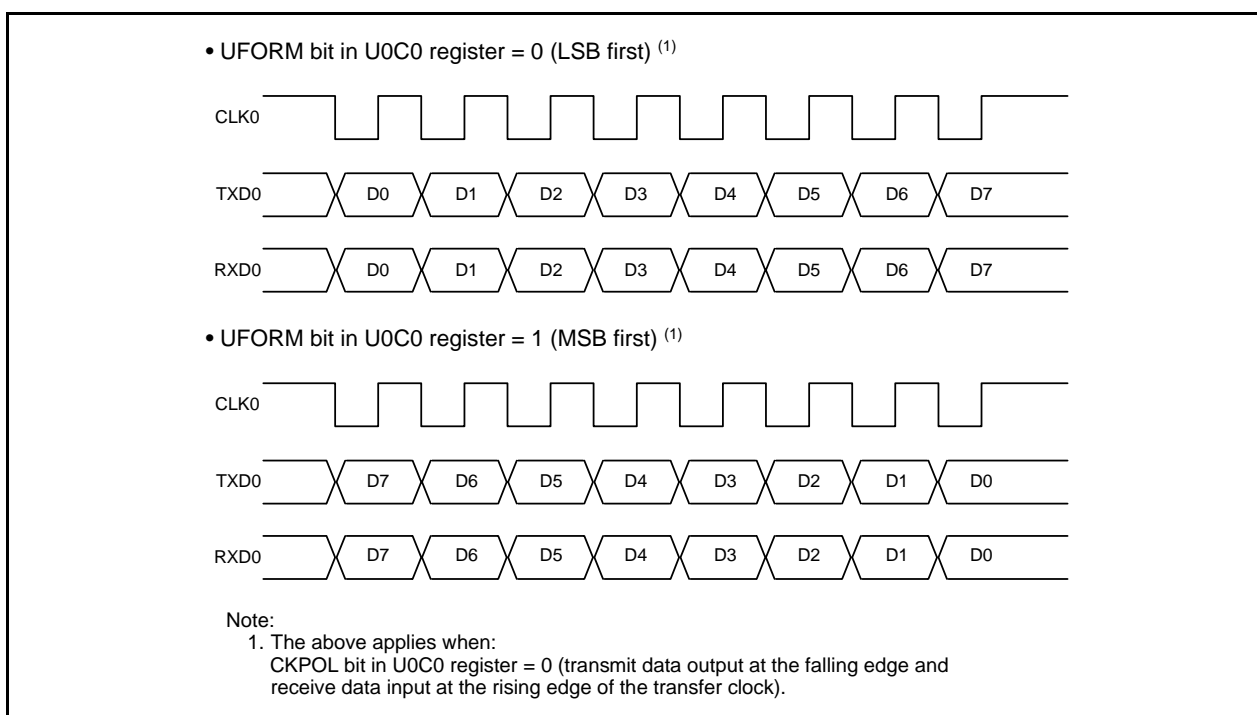 • UFORM bit in U0C0 register = 0 (LSB first) (1)
CLK0
TXD0 D0 D1 D2 D3 D4 D5 D6 D7
RXD0 D0 D1 D2 D3 D4 D5 D6 D7
• UFORM bit in U0C0 register = 1 (MSB first) (1)
CLK0
TXD0 D7 D6 D5 D4 D3 D2 D1 D0
RXD0 D7 D6 D5 D4 D3 D2 D1 D0
Note:
1. The above applies when:
CKPOL bit in U0C0 register = 0 (transmit data output at the falling edge and
receive data input at the rising edge of the transfer clock).